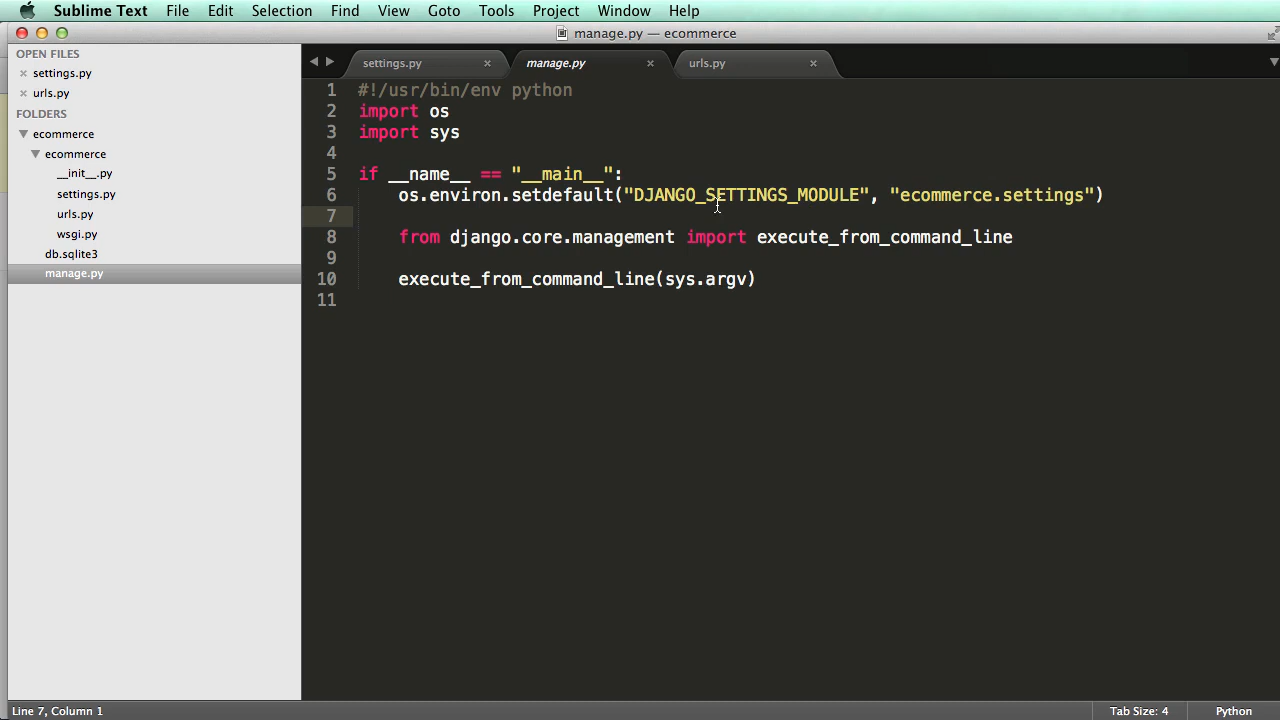 Sublime Text File Edit Selection Find View Goto Tools Project Window Help
manage.py — ecommerce
OPEN FILES
settings.py
urls.py
FOLDERS
ecommerce
ecommerce
__init__.py
settings.py
urls.py
wsgi.py
db.sqlite3
manage.py
settings.py manage.py urls.py
1 #!/usr/bin/env python
2 import os
3 import sys
4
5 if __name__ == "__main__":
6 os.environ.setdefault("DJANGO_SETTINGS_MODULE", "ecommerce.settings")
7
8 from django.core.management import execute_from_command_line
9
10 execute_from_command_line(sys.argv)
11
Line 7, Column 1 Tab Size: 4 Python